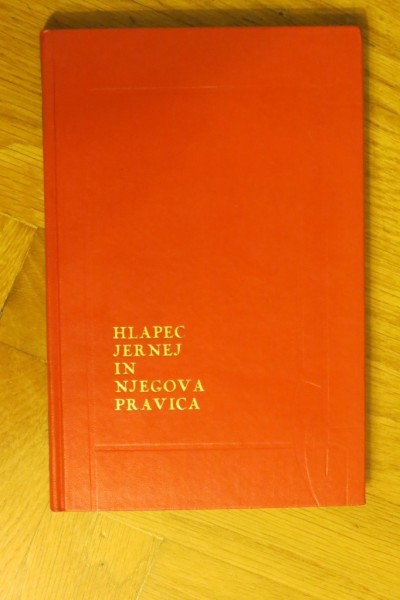 HLAPEC
JERNEJ
IN
NJEGOVA
PRAVICA